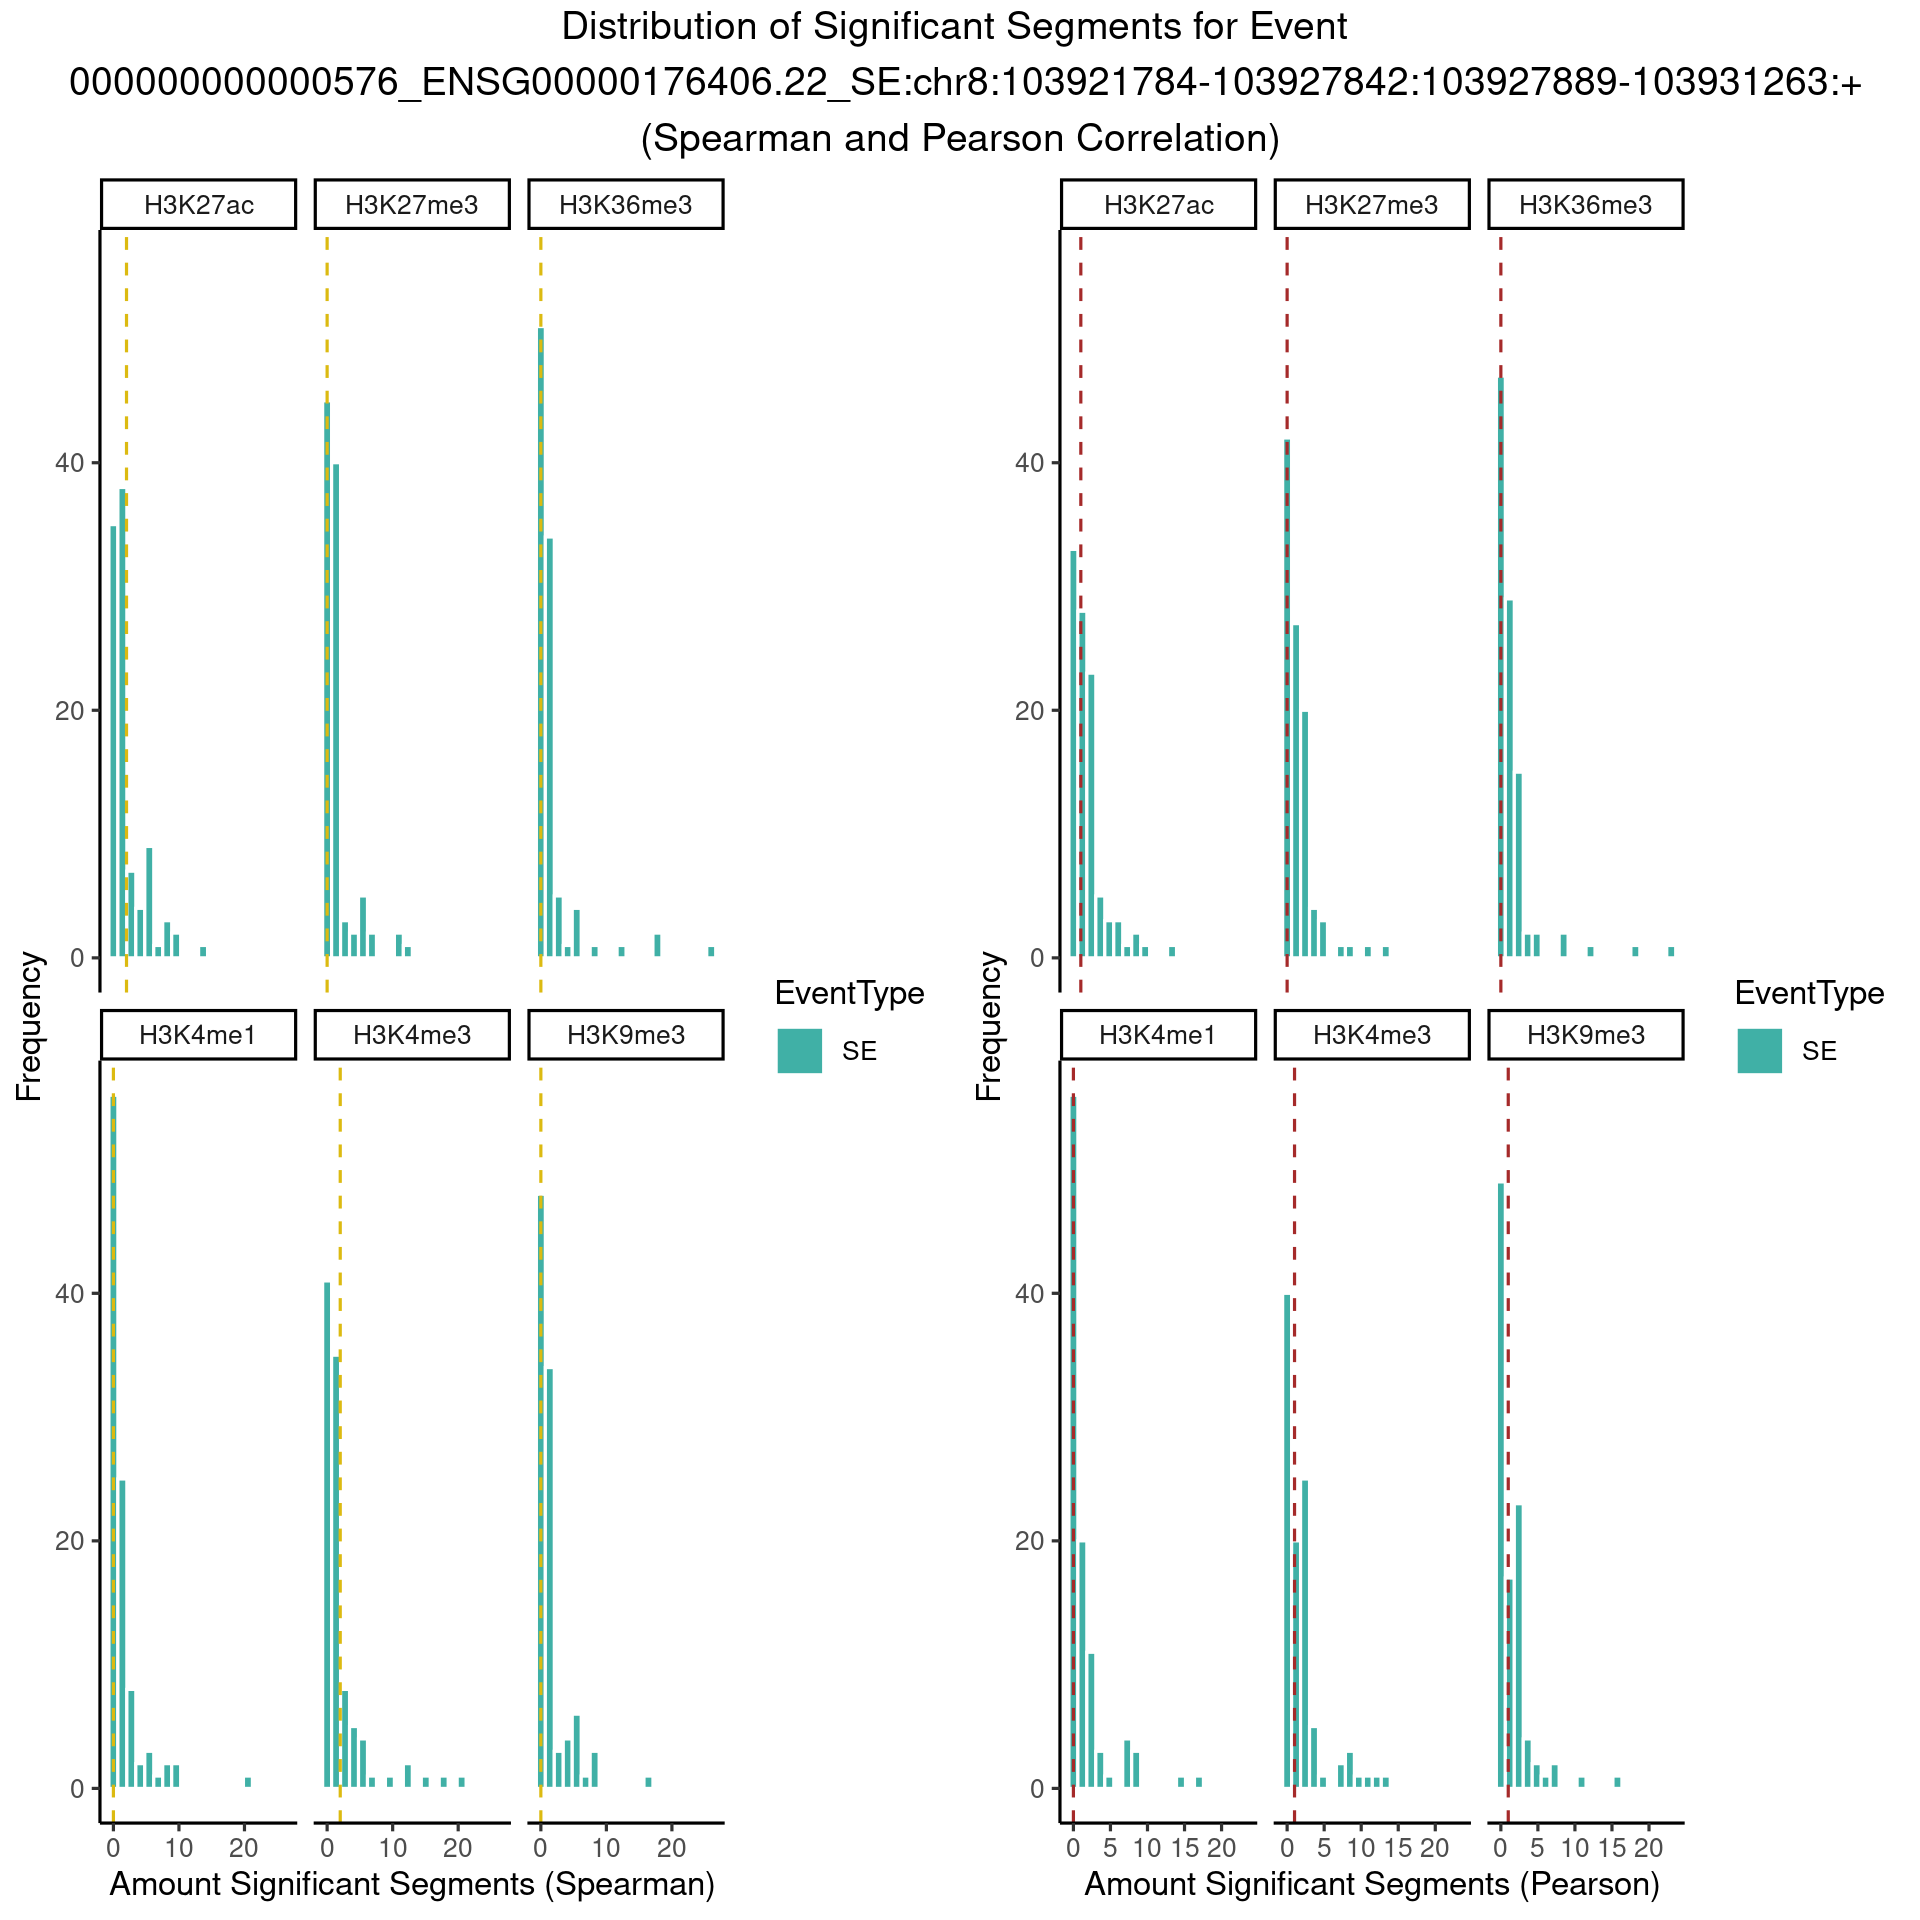 Distribution of Significant Segments for Event
000000000000576_ENSG00000176406.22_SE:chr8:103921784-103927842:103927889-103931263:+
(Spearman and Pearson Correlation)
H3K27ac
H3K27me3
H3K36me3
40
20
0
H3K4me1
H3K4me3
H3K9me3
40
20
0
0 10 20
0 10 20
0 10 20
Frequency
Amount Significant Segments (Spearman)
EventType
SE
H3K27ac
H3K27me3
H3K36me3
40
20
0
H3K4me1
H3K4me3
H3K9me3
40
20
0
0 5 10 15 20
0 5 10 15 20
0 5 10 15 20
Frequency
Amount Significant Segments (Pearson)
EventType
SE